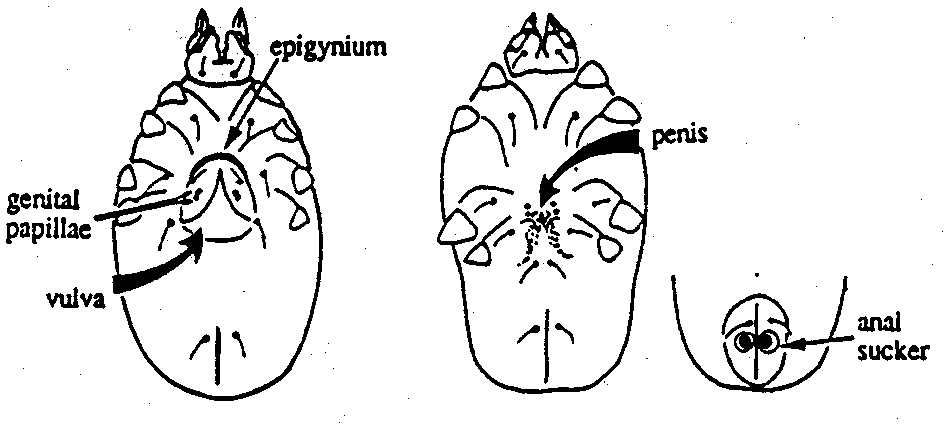 epigynium
genital
papillae
vulva
penis
anal
sucker